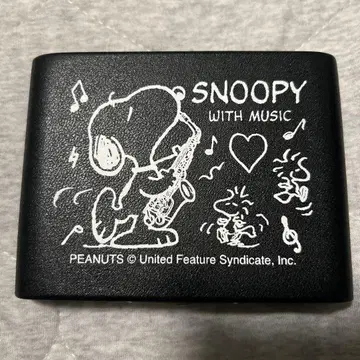 SNOOPY
WITH MUSIC
PEANUTS © United Feature Syndicate, Inc.